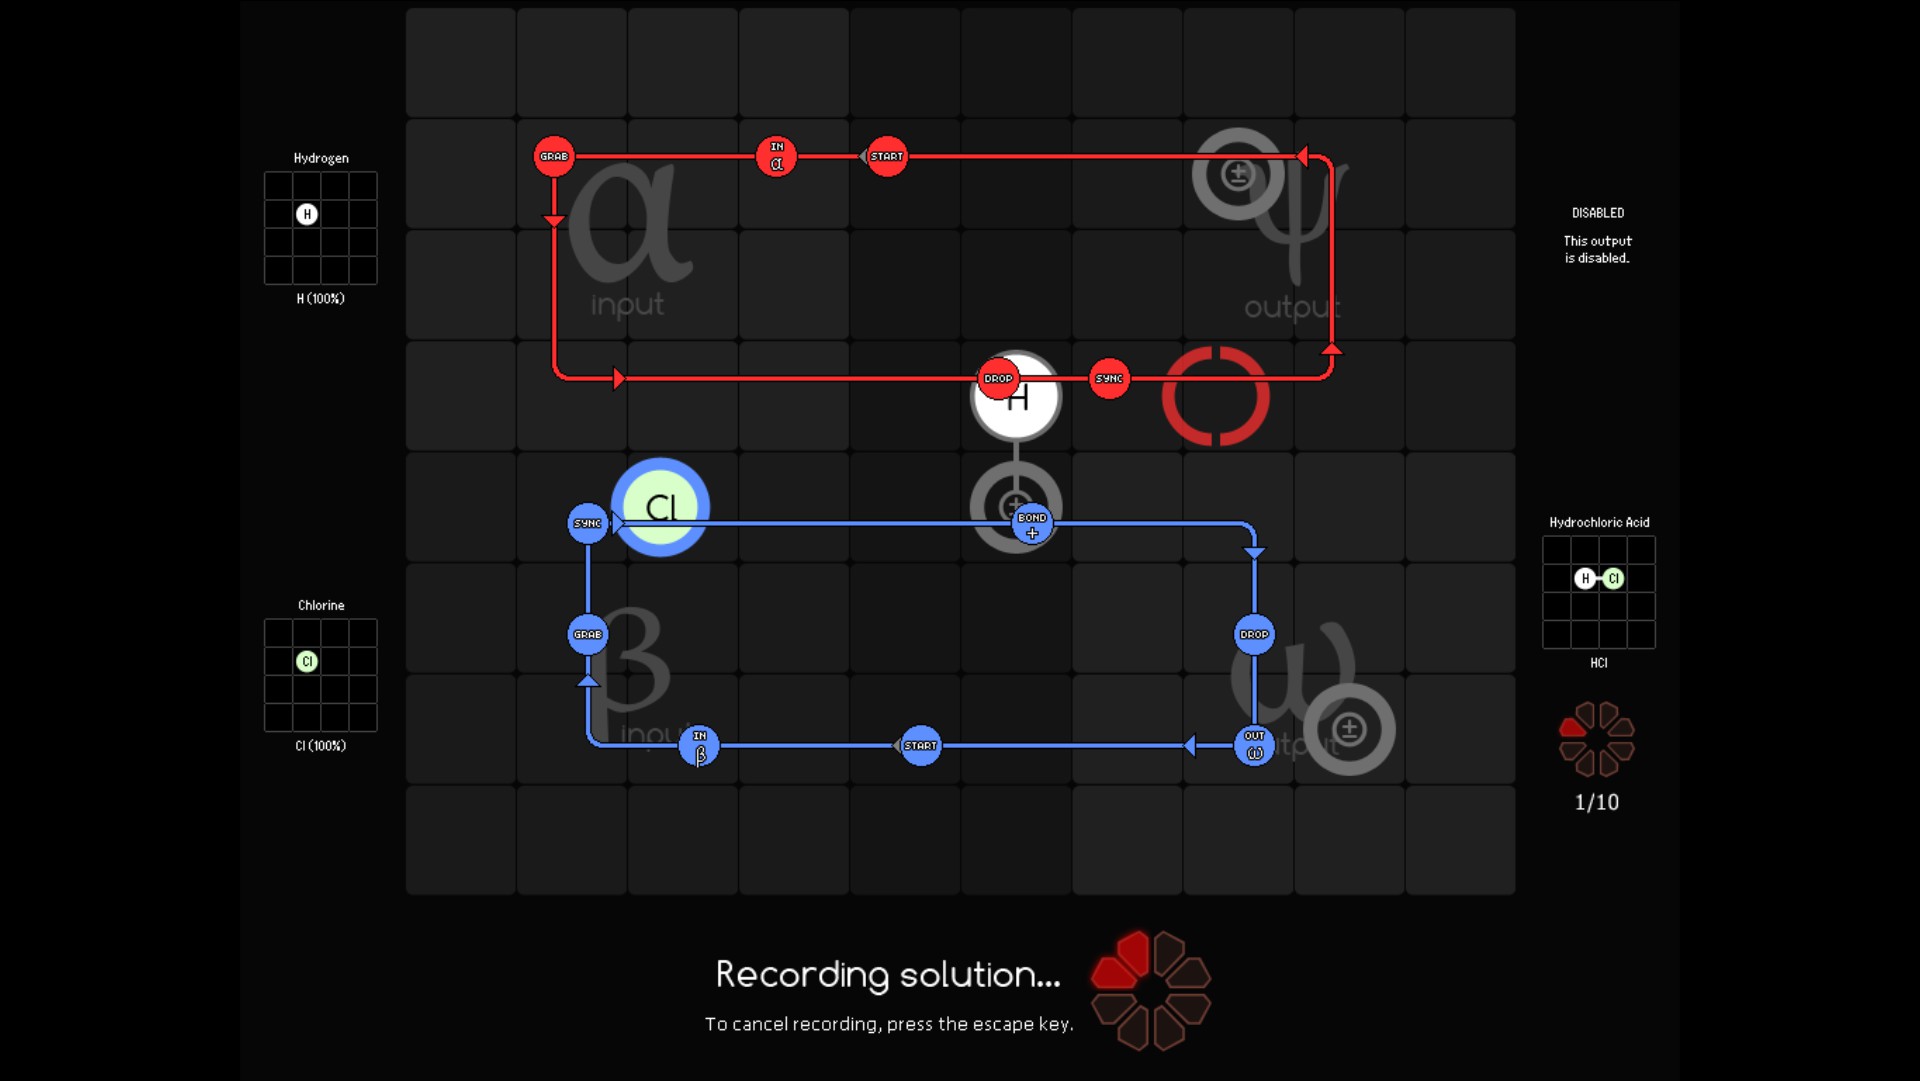 Hydrogen
H
H (100%)
GRAB
IN
α
START
±
α
input
ψ
output
DISABLED
This output
is disabled.
DROP
H
SYNC
Cl
SYNC
±
BOND
+
Hydrochloric Acid
H
Cl
HCl
Chlorine
Cl
Cl (100%)
GRAB
β
input
DROP
ω
output
IN
β
START
OUT
ω
±
1/10
Recording solution...
To cancel recording, press the escape key.